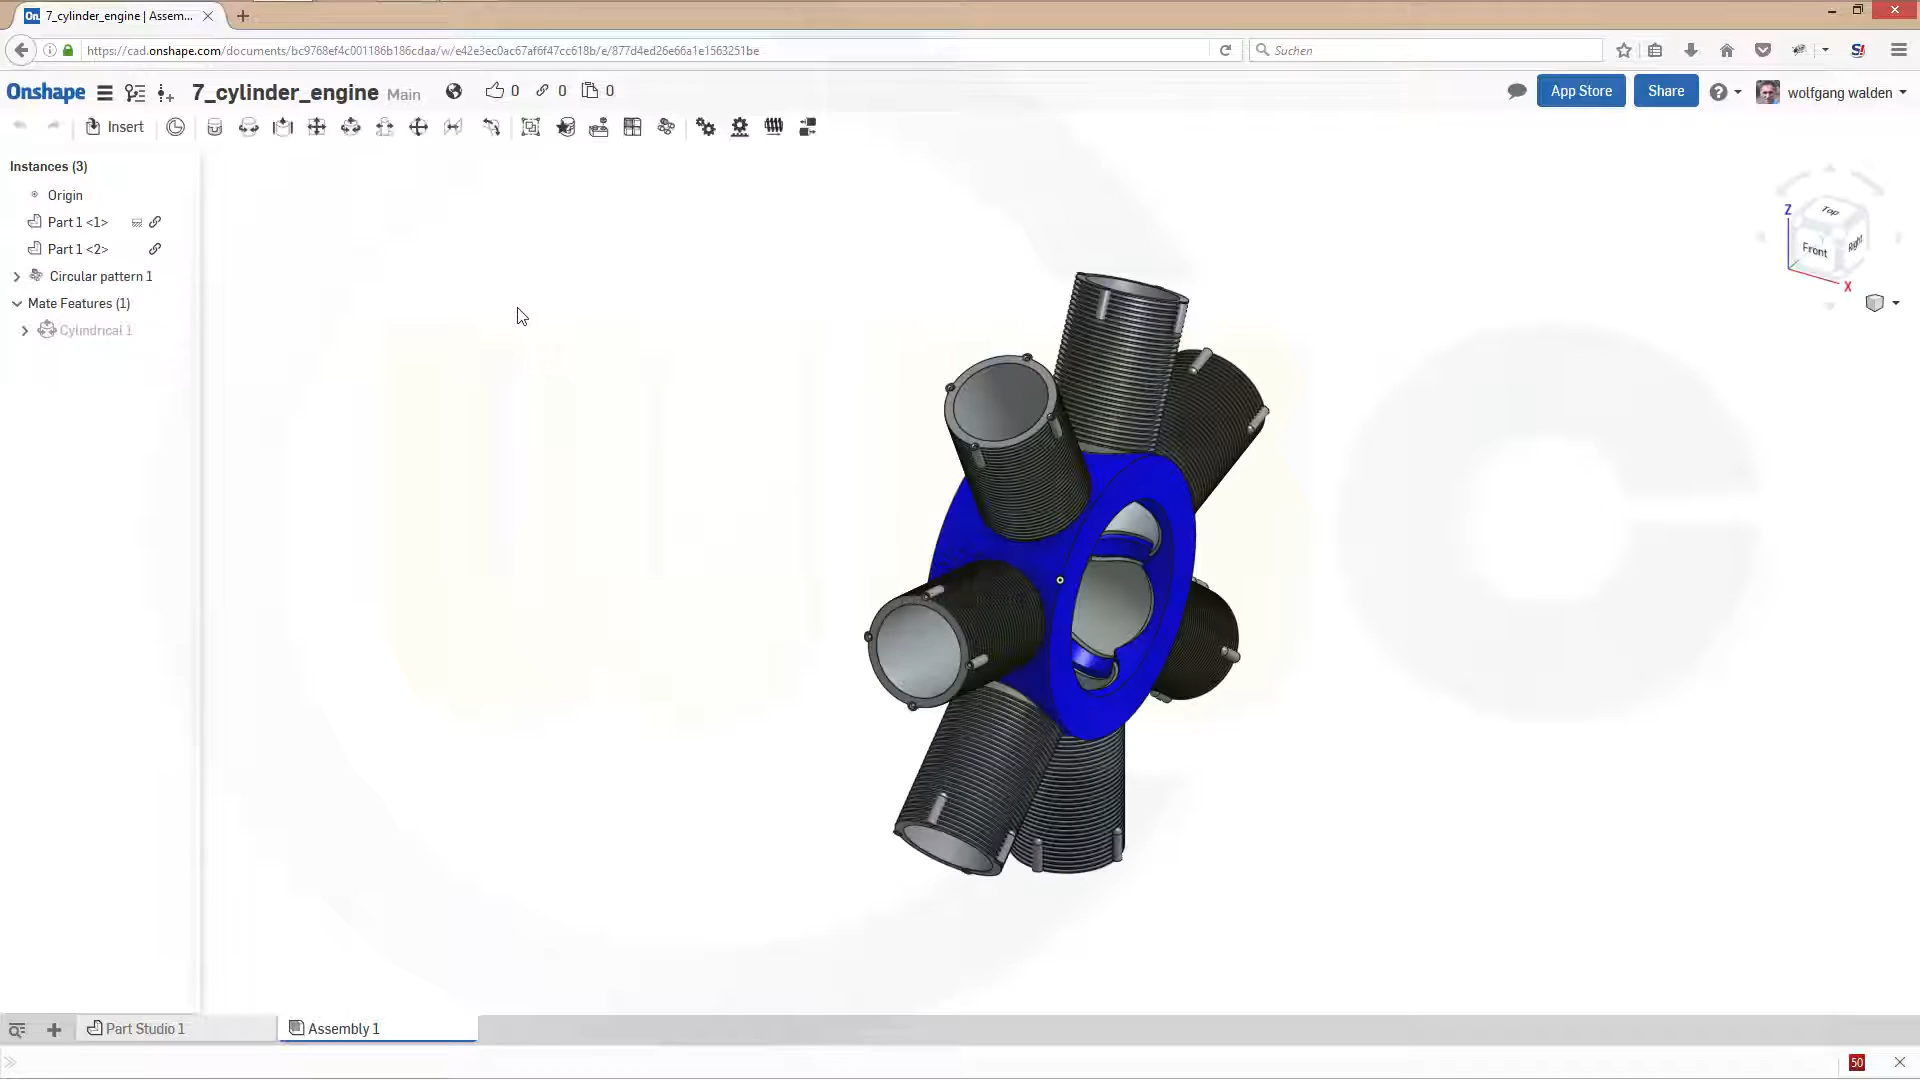 On 7_cylinder_engine | Assem...
https://cad.onshape.com/documents/bc9768ef4c001186b186cdaa/w/e42e3ec0ac67af6f47cc618b/e/877d4ed26e66a1e1563251be
Suchen
Onshape 7_cylinder_engine Main 0 0 0 App Store Share wolfgang walden
Insert
Instances (3)
Origin
Part 1 <1>
Part 1 <2>
Circular pattern 1
Mate Features (1)
Cylindrical 1
Z
Top
Front
Right
X
Part Studio 1
Assembly 1
50